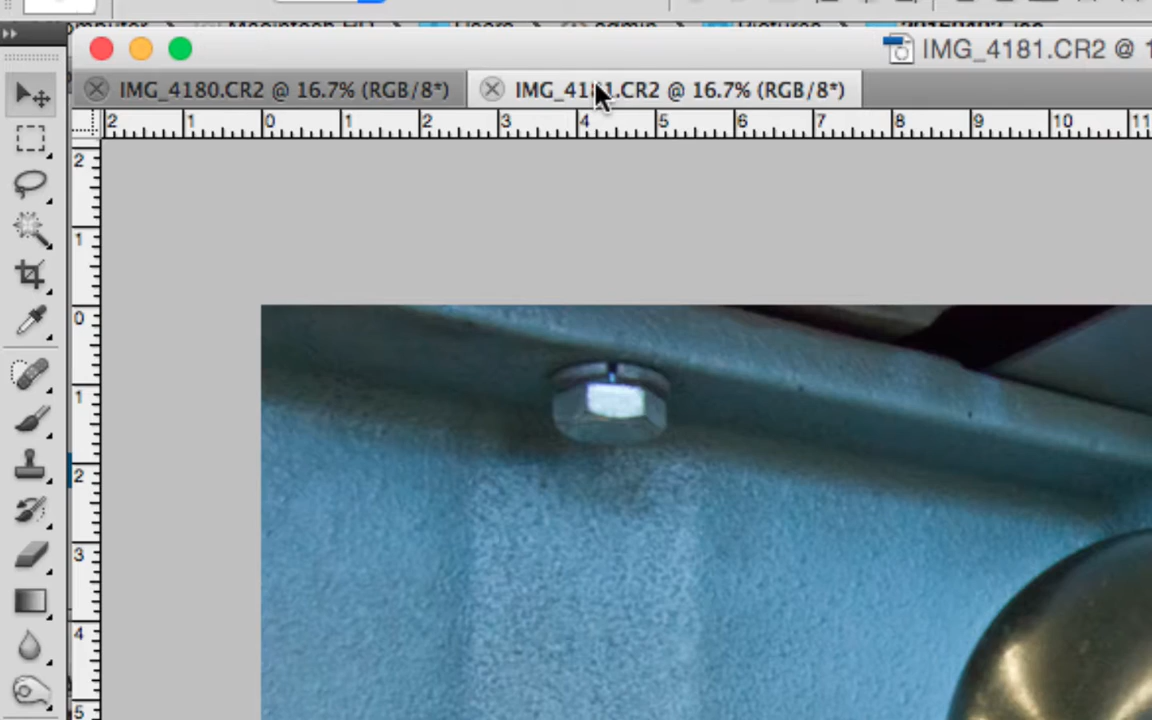 IMG_4181.CR2 @ 1
IMG_4180.CR2 @ 16.7% (RGB/8*)
IMG_4181.CR2 @ 16.7% (RGB/8*)
2 1 0 1 2 3 4 5 6 7 8 9 10 11
2
1
0
1
2
3
4
5